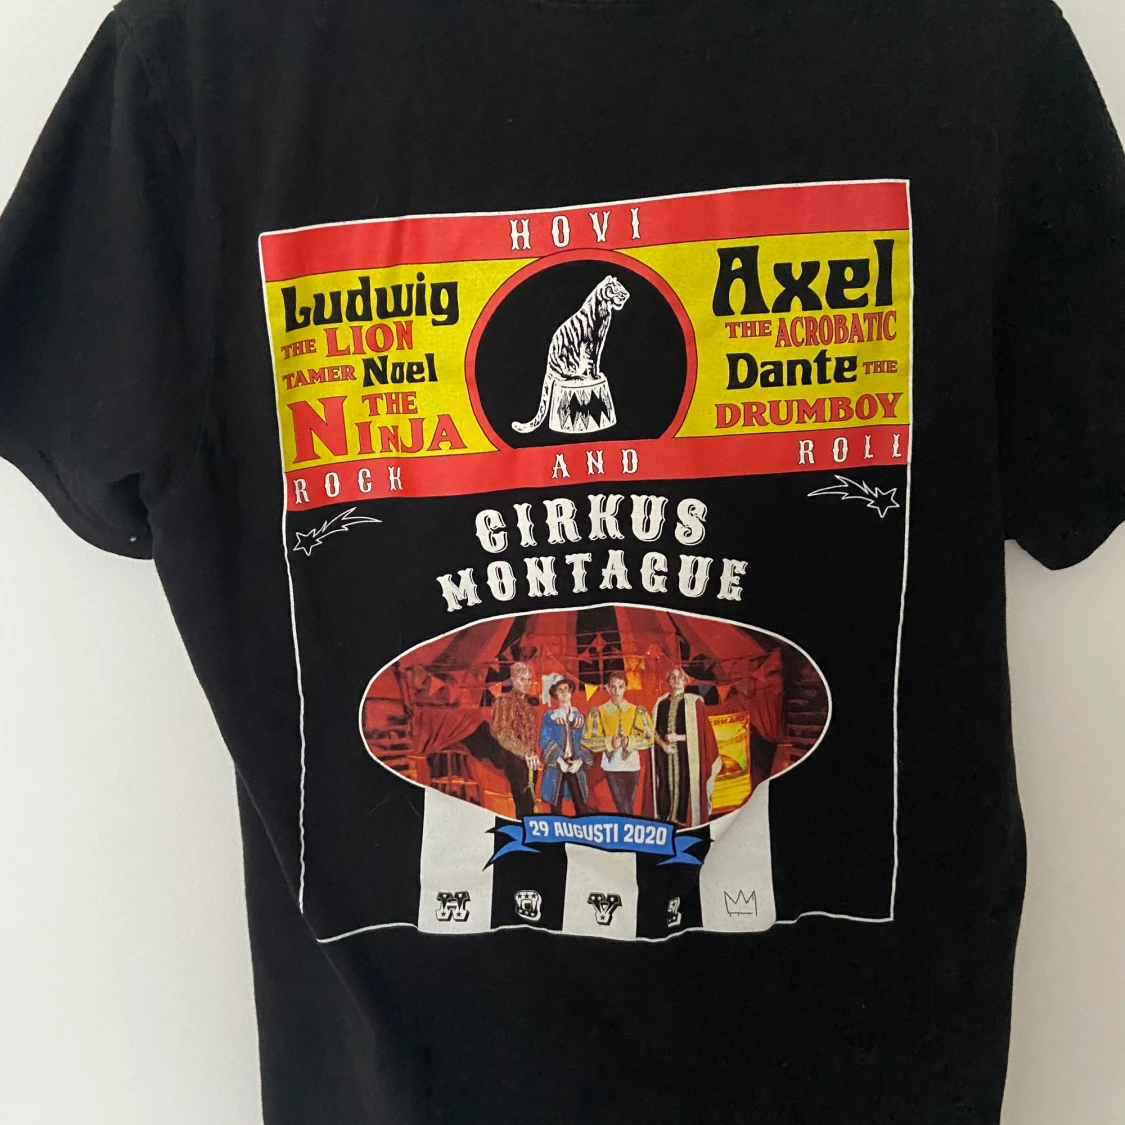 HOVI
Ludwig
THE LION
TAMER Noel
THE
NINJA
Axel
THE ACROBATIC
Dante THE
DRUMBOY
ROCK AND ROLL
CIRKUS
MONTAGUE
29 AUGUSTI 2020
HOVI